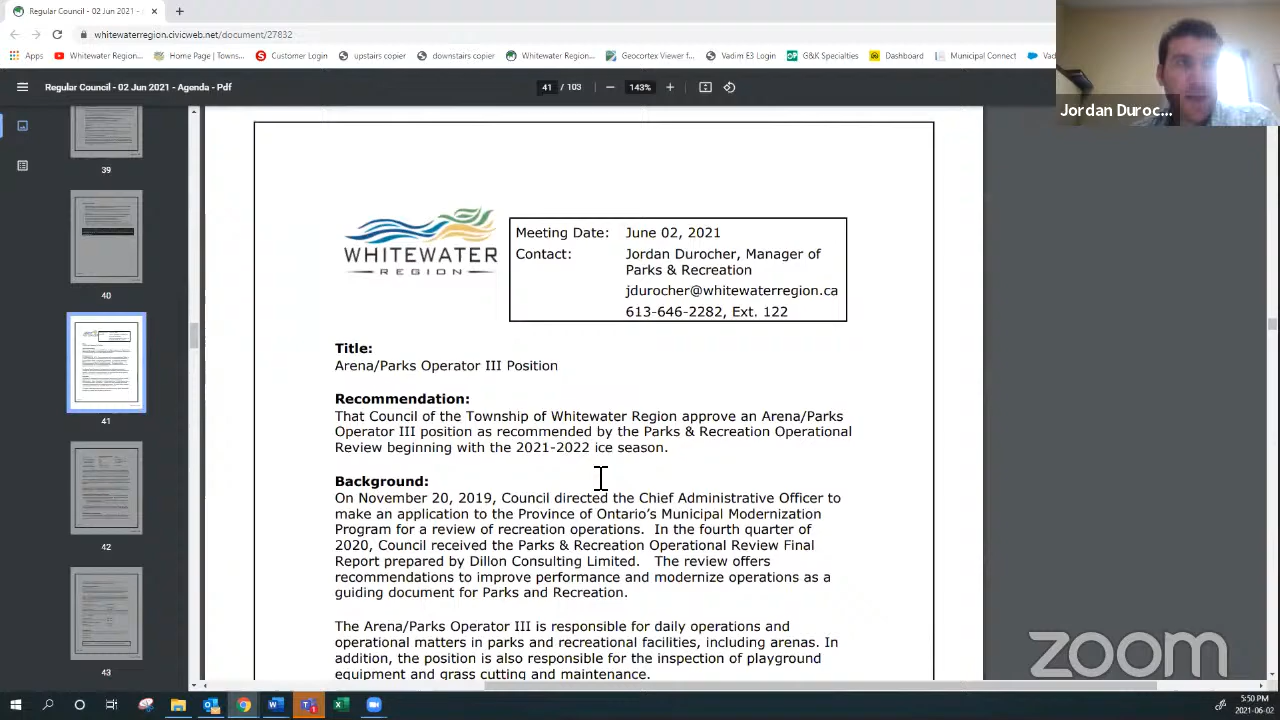 Regular Council - 02 Jun 2021 -
whitewaterregion.civicweb.net/document/27832
Apps
Whitewater Region...
Home Page | Towns...
Customer Login
upstairs copier
downstairs copier
Whitewater Region...
Geocortex Viewer f...
Vadim E3 Login
G&K Specialties
Dashboard
Municipal Connect
Vac
Regular Council - 02 Jun 2021 - Agenda - Pdf
41 / 103
143%
Jordan Duroc...
39
40
41
42
43
WHITEWATER
REGION
Meeting Date: June 02, 2021
Contact: Jordan Durocher, Manager of
Parks & Recreation
jdurocher@whitewaterregion.ca
613-646-2282, Ext. 122
Title:
Arena/Parks Operator III Position
Recommendation:
That Council of the Township of Whitewater Region approve an Arena/Parks
Operator III position as recommended by the Parks & Recreation Operational
Review beginning with the 2021-2022 ice season.
Background:
On November 20, 2019, Council directed the Chief Administrative Officer to
make an application to the Province of Ontario's Municipal Modernization
Program for a review of recreation operations. In the fourth quarter of
2020, Council received the Parks & Recreation Operational Review Final
Report prepared by Dillon Consulting Limited. The review offers
recommendations to improve performance and modernize operations as a
guiding document for Parks and Recreation.
The Arena/Parks Operator III is responsible for daily operations and
operational matters in parks and recreational facilities, including arenas. In
addition, the position is also responsible for the inspection of playground
equipment and grass cutting and maintenance.
zoom
5:50 PM
2021-06-02